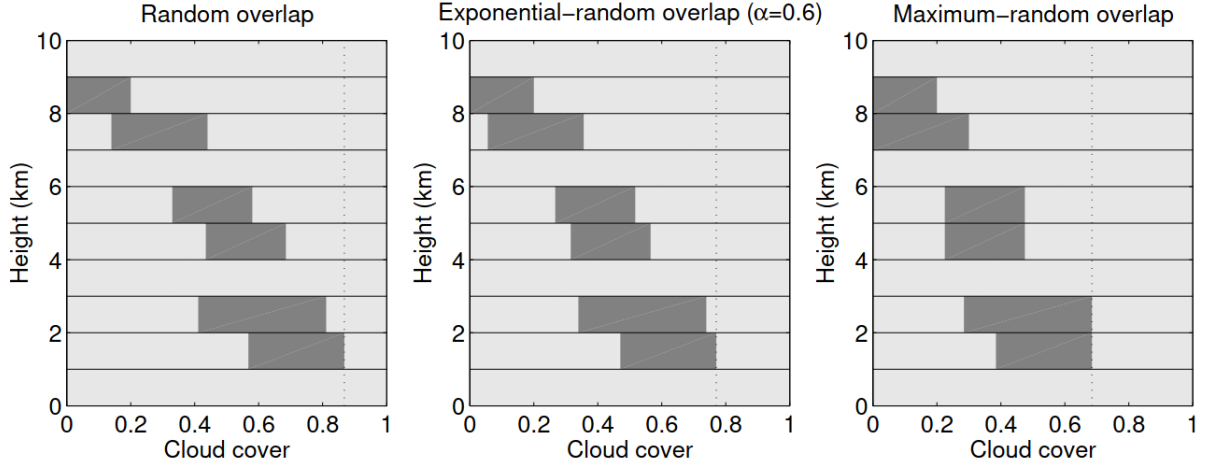 Random overlap
10
8
6
4
2
0
Height (km)
0 0.2 0.4 0.6 0.8 1
Cloud cover
Exponential−random overlap (α=0.6)
10
8
6
4
2
0
Height (km)
0 0.2 0.4 0.6 0.8 1
Cloud cover
Maximum−random overlap
10
8
6
4
2
0
Height (km)
0 0.2 0.4 0.6 0.8 1
Cloud cover